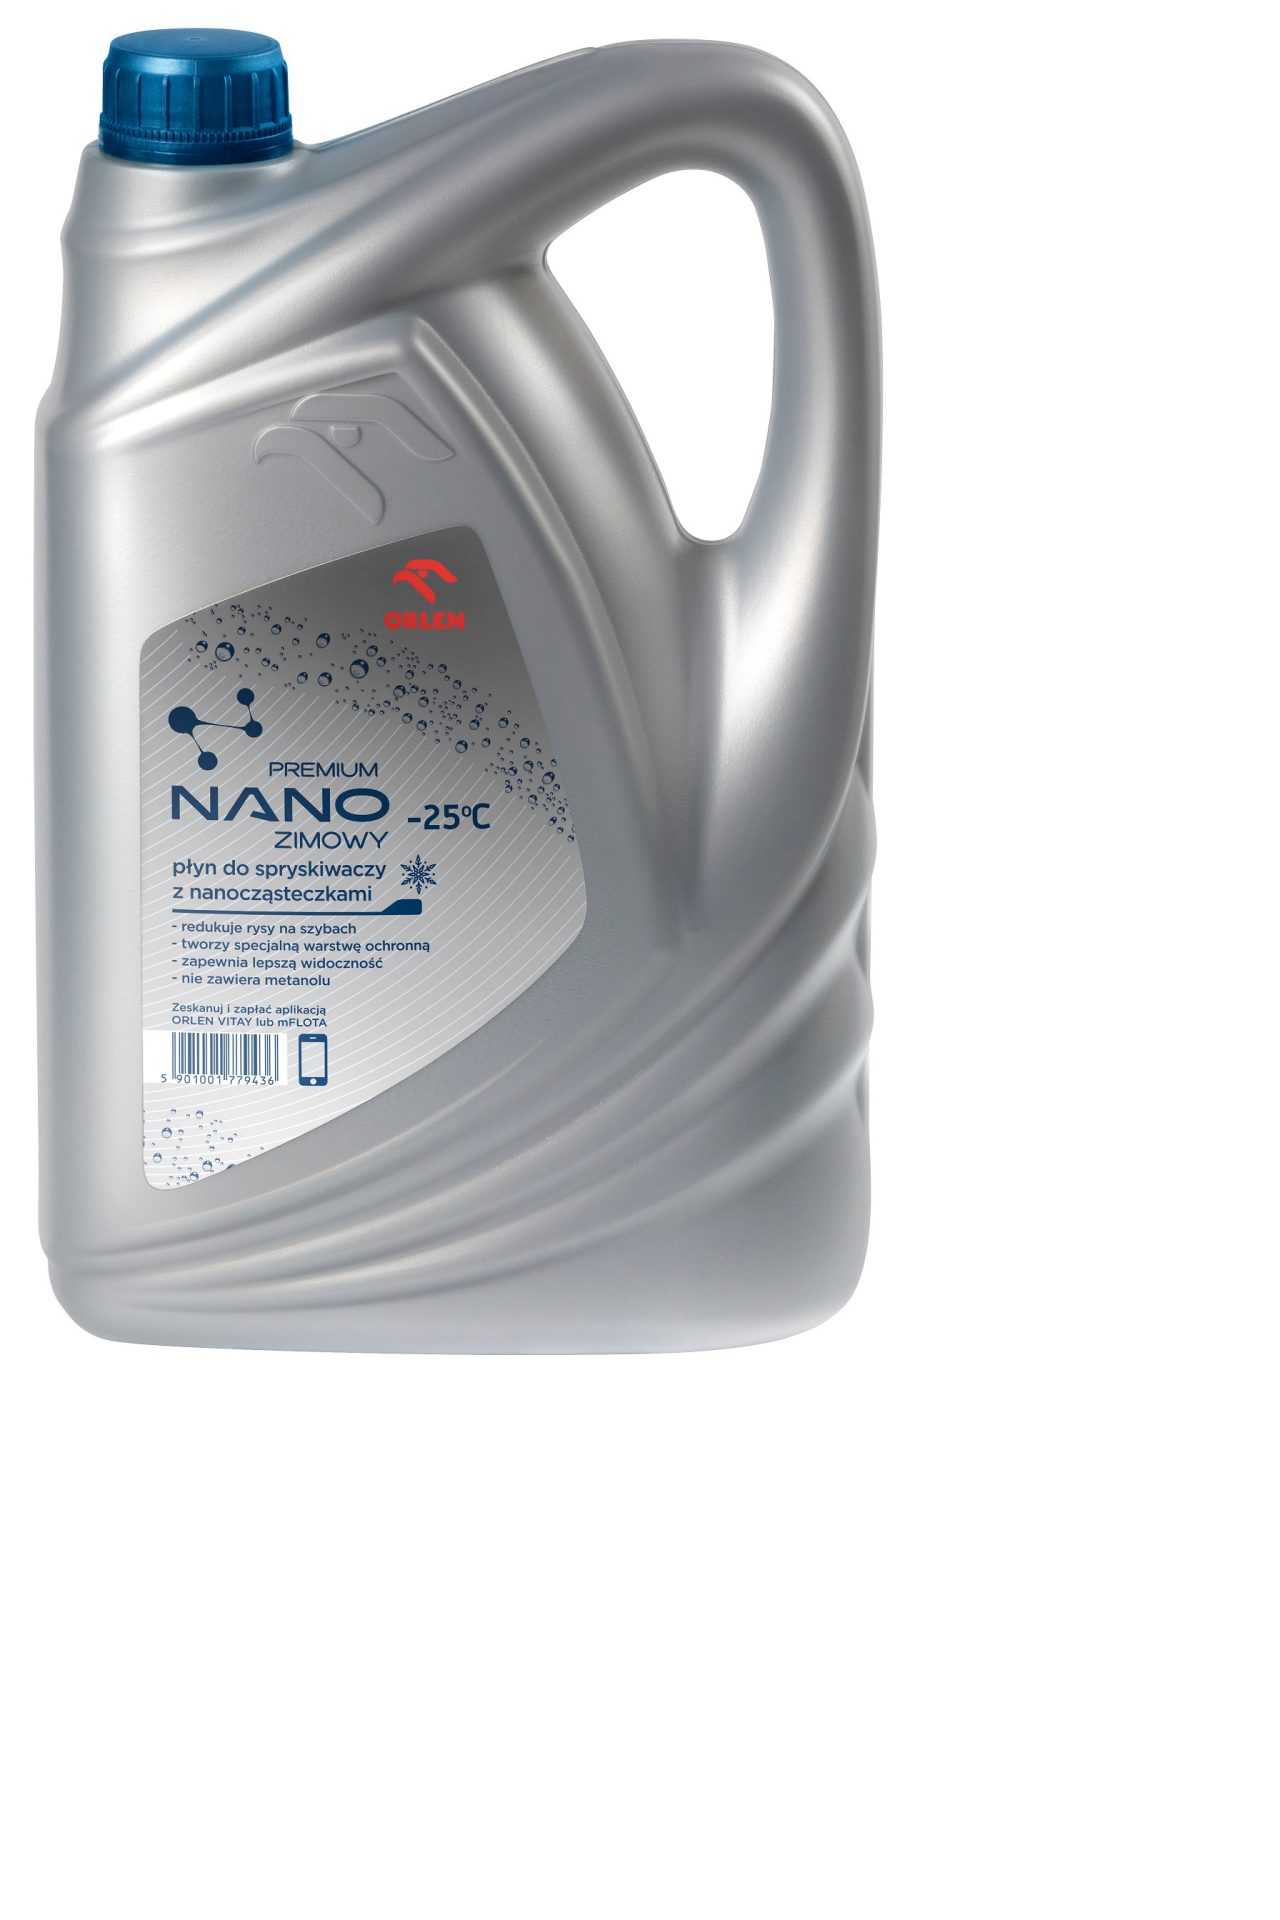 ORLEN
PREMIUM
NANO
-25°C
ZIMOWY
płyn do spryskiwaczy
z nanocząsteczkami
- redukuje rysy na szybach
- tworzy specjalną warstwę ochronną
- zapewnia lepszą widoczność
- nie zawiera metanolu
Zeskanuj i zapłać aplikacją
ORLEN VITAY lub mFLOTA
5 901001 779436